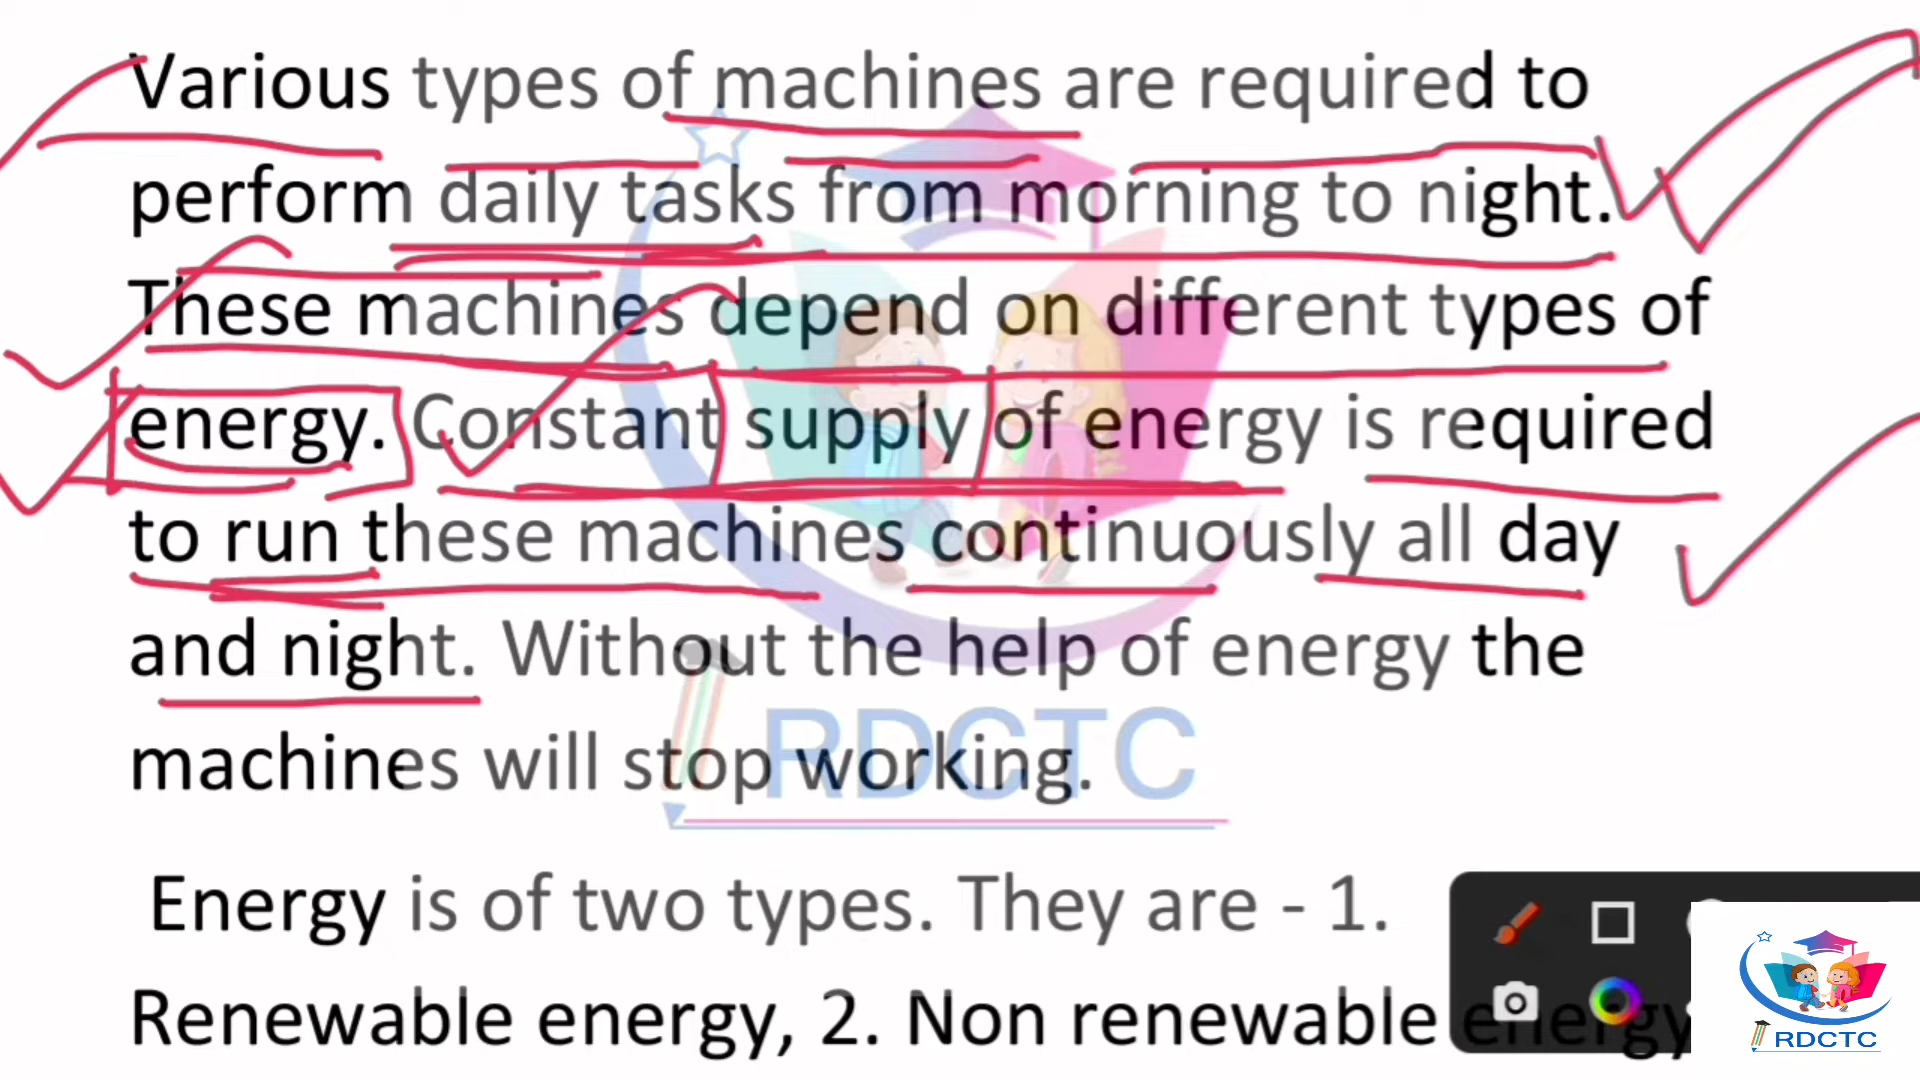 Various types of machines are required to
perform daily tasks from morning to night.
These machines depend on different types of
energy. Constant supply of energy is required
to run these machines continuously all day
and night. Without the help of energy the
machines will stop working.
RDCTC
Energy is of two types. They are - 1.
Renewable energy, 2. Non renewable energy
RDCTC